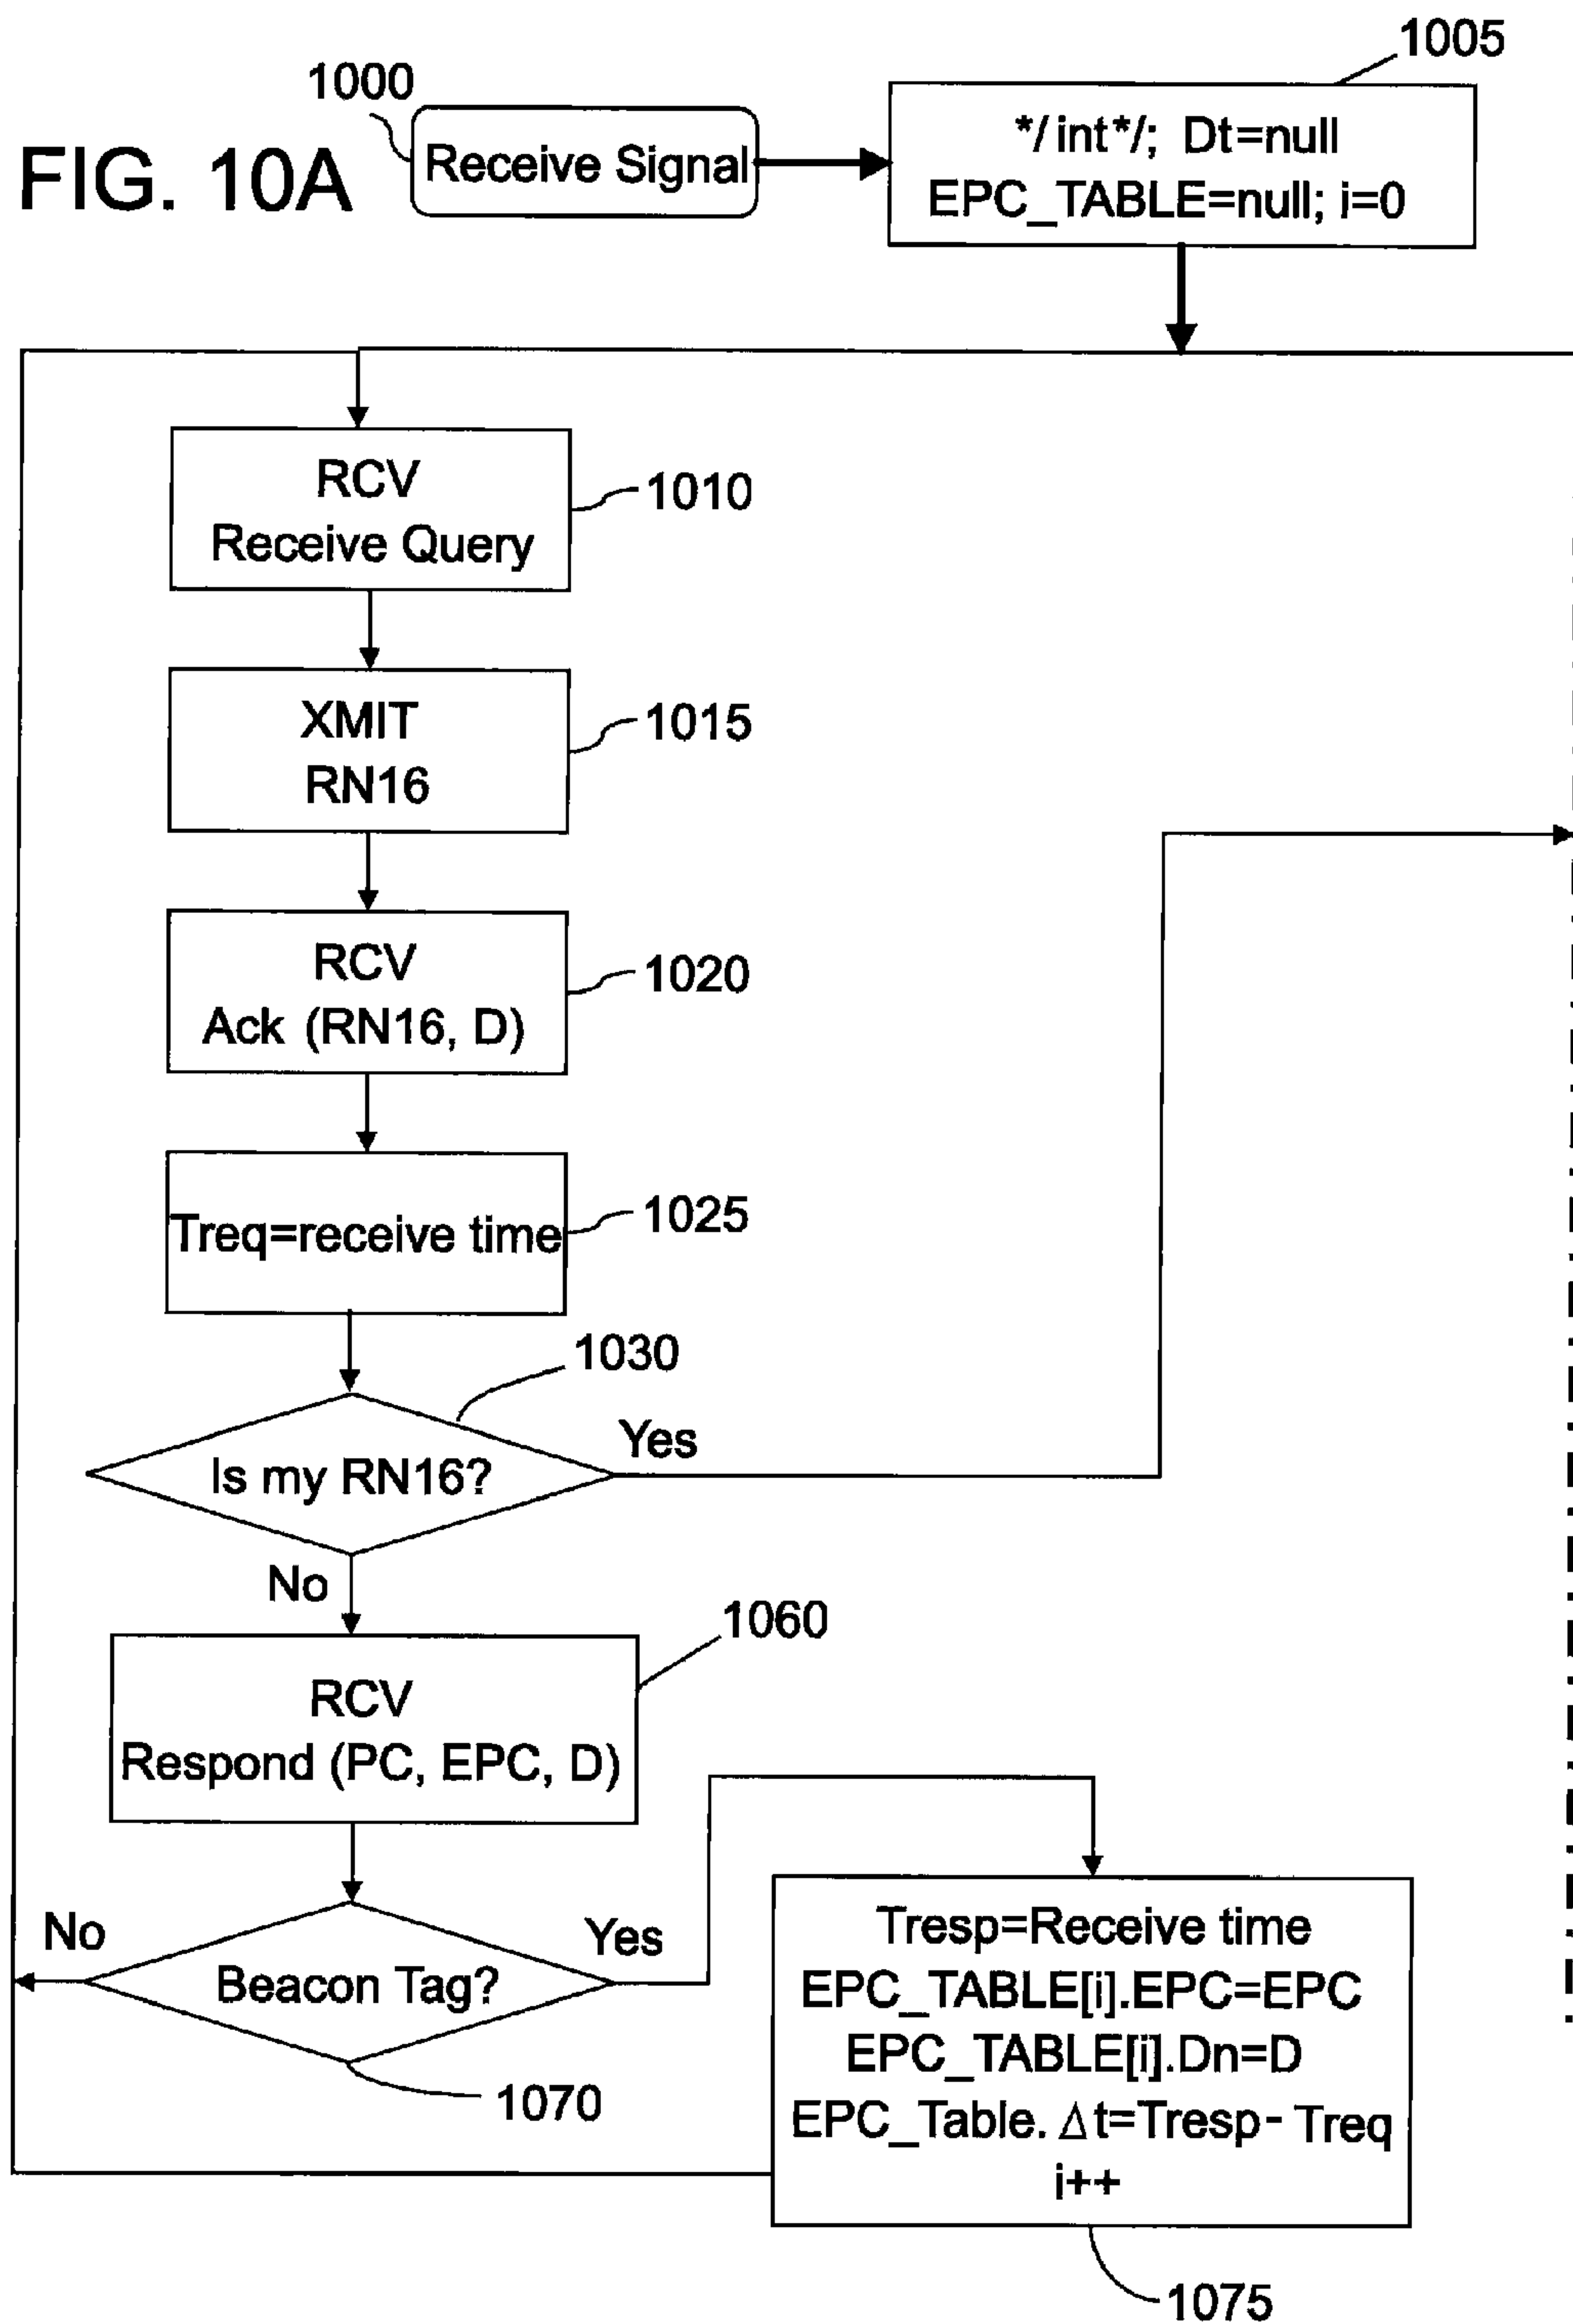 1005
1000
FIG. 10A
Receive Signal
*/int*/; Dt=null
EPC_TABLE=null; i=0
RCV
Receive Query
1010
XMIT
RN16
1015
RCV
Ack (RN16, D)
1020
Treq=receive time
1025
1030
Is my RN16?
Yes
No
1060
RCV
Respond (PC, EPC, D)
No
Beacon Tag?
Yes
1070
Tresp=Receive time
EPC_TABLE[i].EPC=EPC
EPC_TABLE[i].Dn=D
EPC_Table. Δt=Tresp- Treq
i++
1075